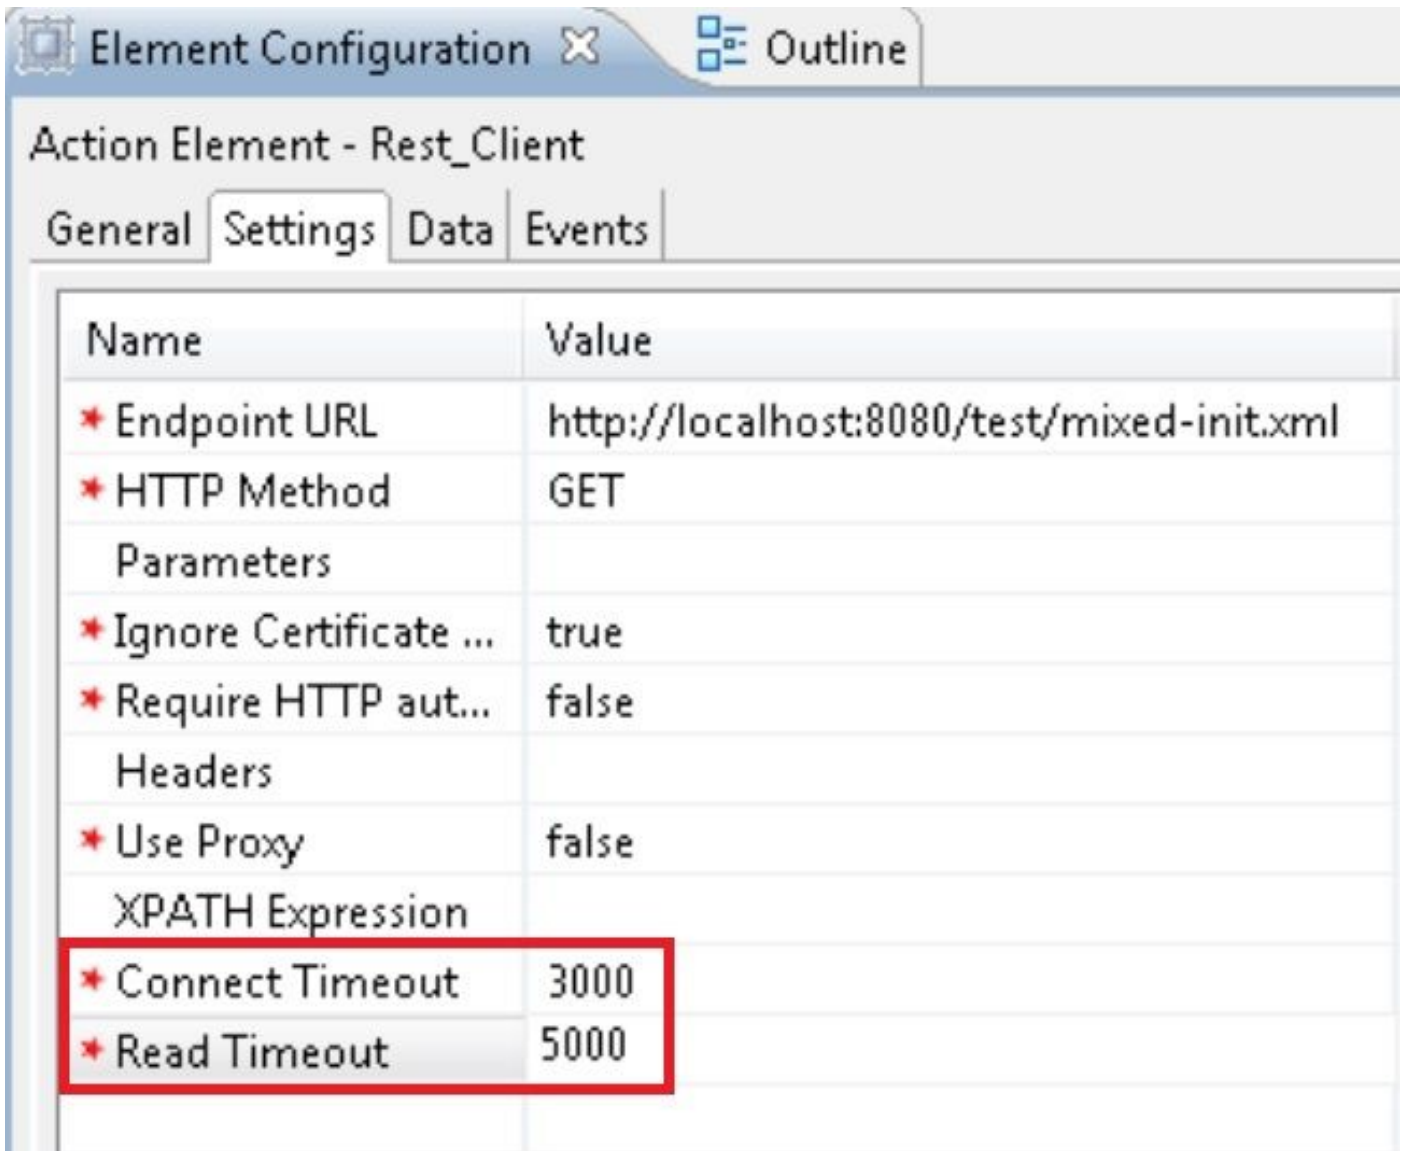 Element Configuration Outline
Action Element - Rest_Client
General Settings Data Events
Name Value
* Endpoint URL http://localhost:8080/test/mixed-init.xml
* HTTP Method GET
Parameters
* Ignore Certificate ... true
* Require HTTP aut... false
Headers
* Use Proxy false
XPATH Expression
* Connect Timeout 3000
* Read Timeout 5000